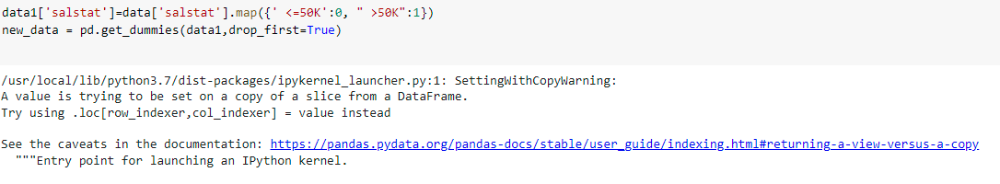 data1['salstat']=data['salstat'].map({' <=50K':0, " >50K":1})
new_data = pd.get_dummies(data1,drop_first=True)
/usr/local/lib/python3.7/dist-packages/ipykernel_launcher.py:1: SettingWithCopyWarning:
A value is trying to be set on a copy of a slice from a DataFrame.
Try using .loc[row_indexer,col_indexer] = value instead
See the caveats in the documentation: https://pandas.pydata.org/pandas-docs/stable/user_guide/indexing.html#returning-a-view-versus-a-copy
"""Entry point for launching an IPython kernel.